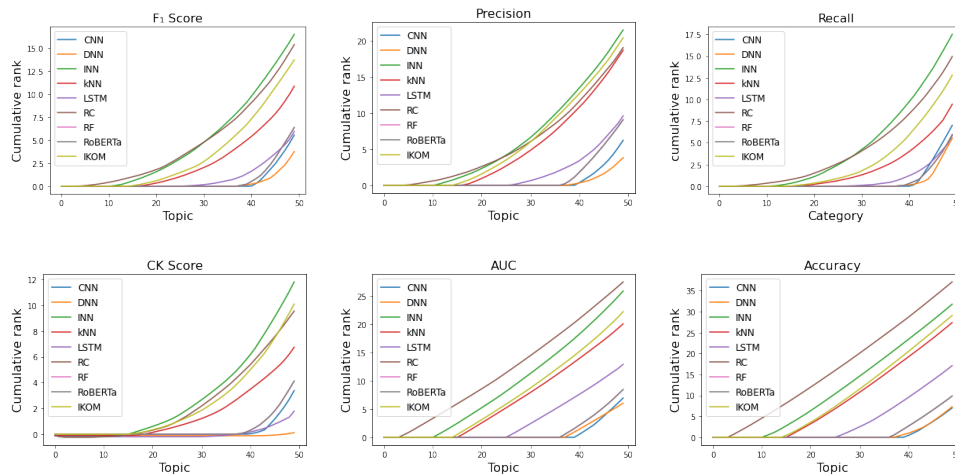 F₁ Score
Cumulative rank
17.5
15.0
12.5
10.0
7.5
5.0
2.5
0.0
CNN
DNN
INN
kNN
LSTM
RC
RF
RoBERTa
IKOM
0 10 20 30 40 50
Topic
Precision
Cumulative rank
20
15
10
5
0
CNN
DNN
INN
kNN
LSTM
RC
RF
RoBERTa
IKOM
0 10 20 30 40 50
Topic
Recall
cumulative rank
17.5
15.0
12.5
10.0
7.5
5.0
2.5
0.0
CNN
DNN
INN
kNN
LSTM
RC
RF
RoBERTa
IKOM
0 10 20 30 40 50
Category
CK Score
Cumulative rank
12
10
8
6
4
2
0
CNN
DNN
INN
kNN
LSTM
RC
RF
RoBERTa
IKOM
0 10 20 30 40 50
Topic
AUC
Cumulative rank
25
20
15
10
5
0
CNN
DNN
INN
kNN
LSTM
RC
RF
RoBERTa
IKOM
0 10 20 30 40 50
Topic
Accuracy
Cumulative rank
35
30
25
20
15
10
5
0
CNN
DNN
INN
kNN
LSTM
RC
RF
RoBERTa
IKOM
0 10 20 30 40 50
Topic